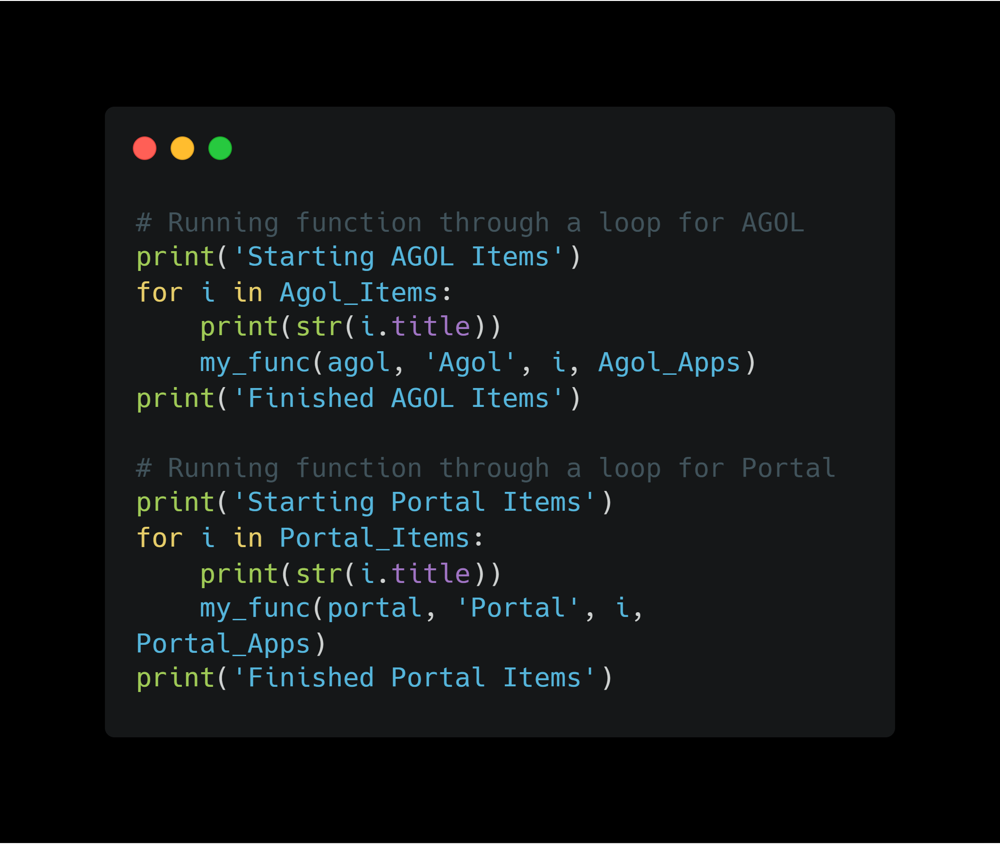 # Running function through a loop for AGOL
print('Starting AGOL Items')
for i in Agol_Items:
    print(str(i.title))
    my_func(agol, 'Agol', i, Agol_Apps)
print('Finished AGOL Items')

# Running function through a loop for Portal
print('Starting Portal Items')
for i in Portal_Items:
    print(str(i.title))
    my_func(portal, 'Portal', i,
Portal_Apps)
print('Finished Portal Items')